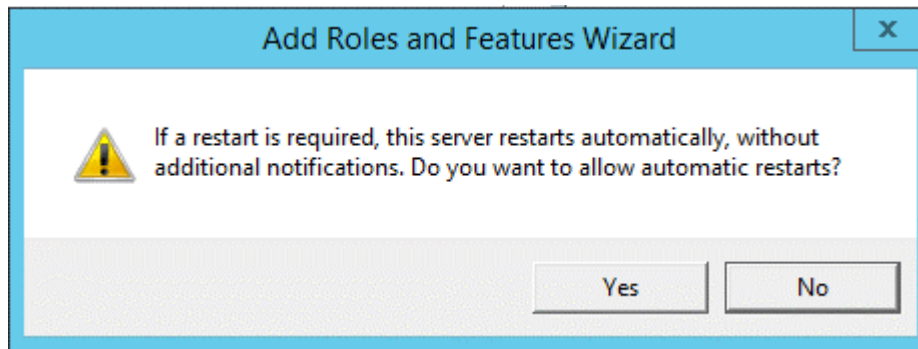 Add Roles and Features Wizard
x
If a restart is required, this server restarts automatically, without
additional notifications. Do you want to allow automatic restarts?
Yes
No